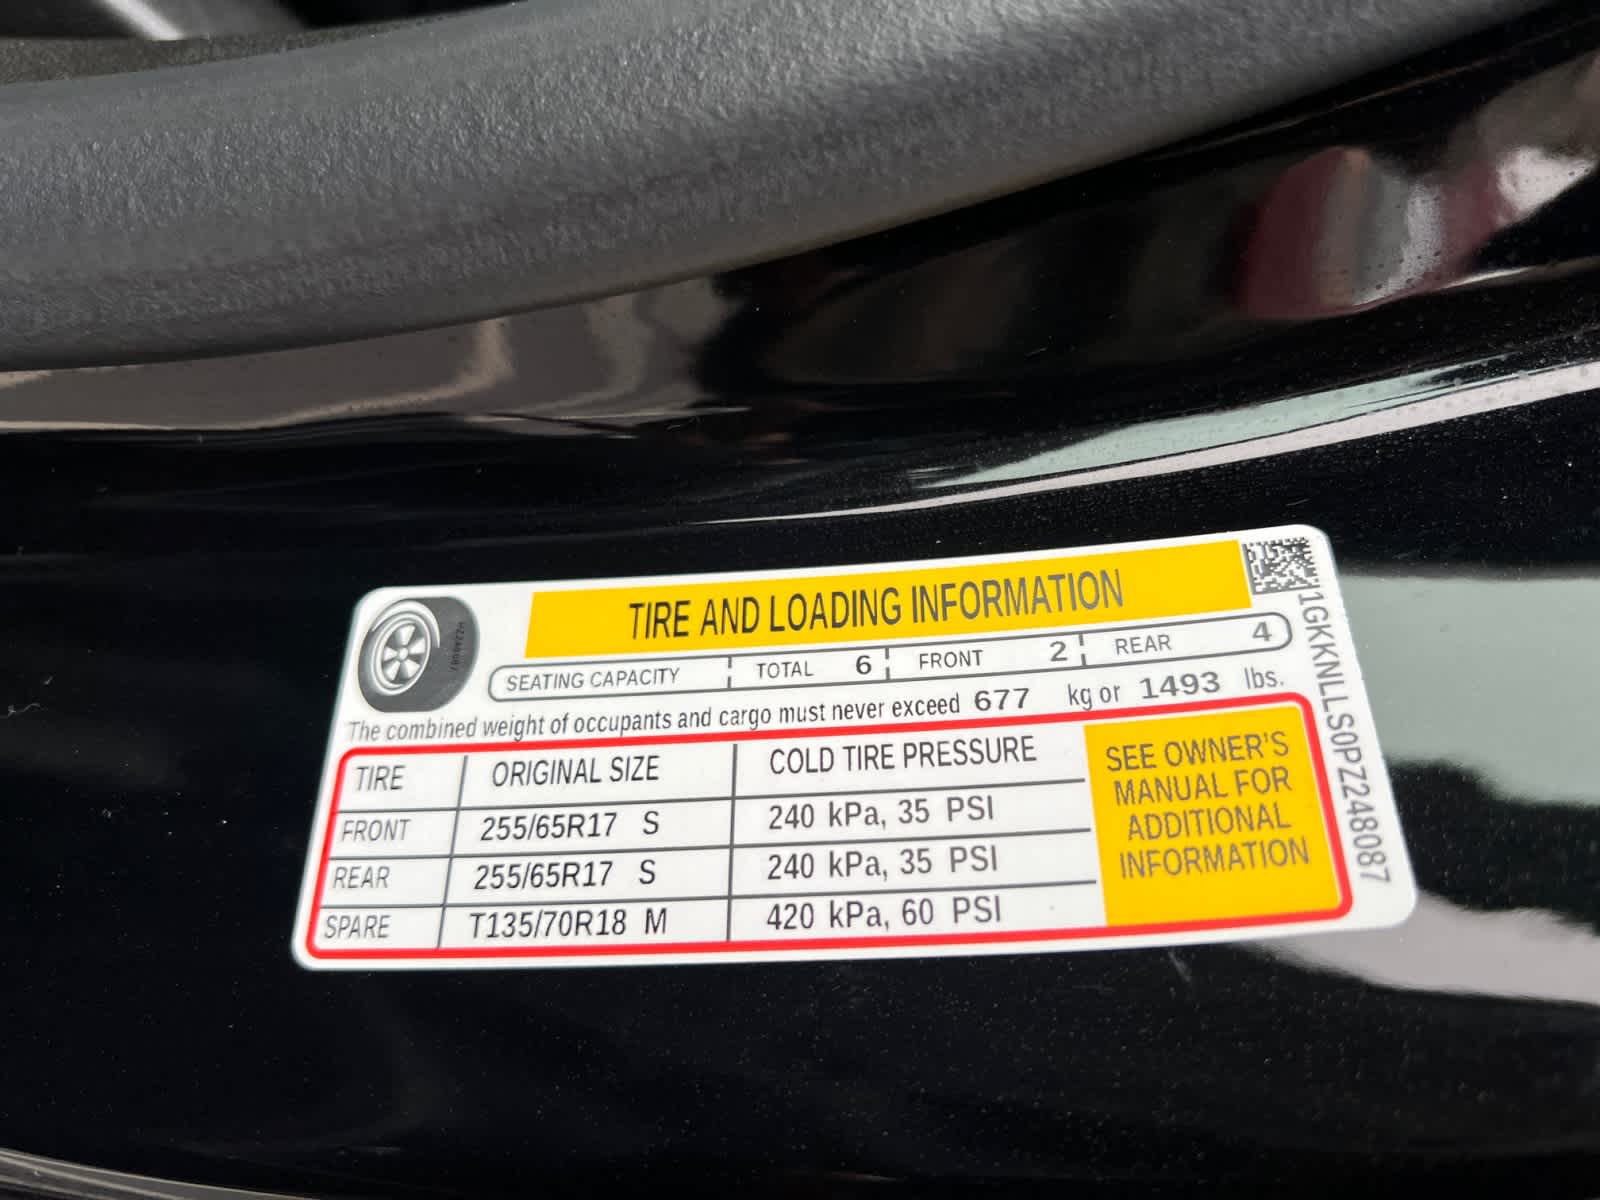 TIRE AND LOADING INFORMATION
SEATING CAPACITY TOTAL 6 FRONT 2 REAR 4
The combined weight of occupants and cargo must never exceed 677 kg or 1493 lbs.
TIRE ORIGINAL SIZE COLD TIRE PRESSURE
FRONT 255/65R17 S 240 kPa, 35 PSI
REAR 255/65R17 S 240 kPa, 35 PSI
SPARE T135/70R18 M 420 kPa, 60 PSI
SEE OWNER'S
MANUAL FOR
ADDITIONAL
INFORMATION
1GKKNLLS0PZ248087